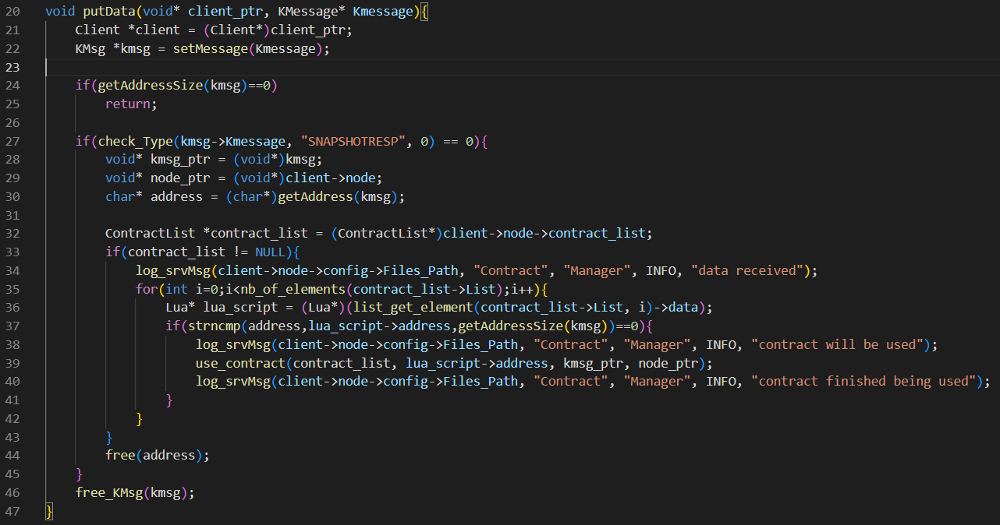 20 void putData(void* client_ptr, KMessage* Kmessage){
21     Client *client = (Client*)client_ptr;
22     KMsg *kmsg = setMessage(Kmessage);
23
24     if(getAddressSize(kmsg)==0)
25         return;
26
27     if(check_Type(kmsg->Kmessage, "SNAPSHOTRESP", 0) == 0){
28         void* kmsg_ptr = (void*)kmsg;
29         void* node_ptr = (void*)client->node;
30         char* address = (char*)getAddress(kmsg);
31
32         ContractList *contract_list = (ContractList*)client->node->contract_list;
33         if(contract_list != NULL){
34             log_srvMsg(client->node->config->Files_Path, "Contract", "Manager", INFO, "data received");
35             for(int i=0;i<nb_of_elements(contract_list->List);i++){
36                 Lua* lua_script = (Lua*)(list_get_element(contract_list->List, i)->data);
37                 if(strncmp(address,lua_script->address,getAddressSize(kmsg))==0){
38                     log_srvMsg(client->node->config->Files_Path, "Contract", "Manager", INFO, "contract will be used");
39                     use_contract(contract_list, lua_script->address, kmsg_ptr, node_ptr);
40                     log_srvMsg(client->node->config->Files_Path, "Contract", "Manager", INFO, "contract finished being used");
41                 }
42             }
43         }
44         free(address);
45     }
46     free_KMsg(kmsg);
47 }